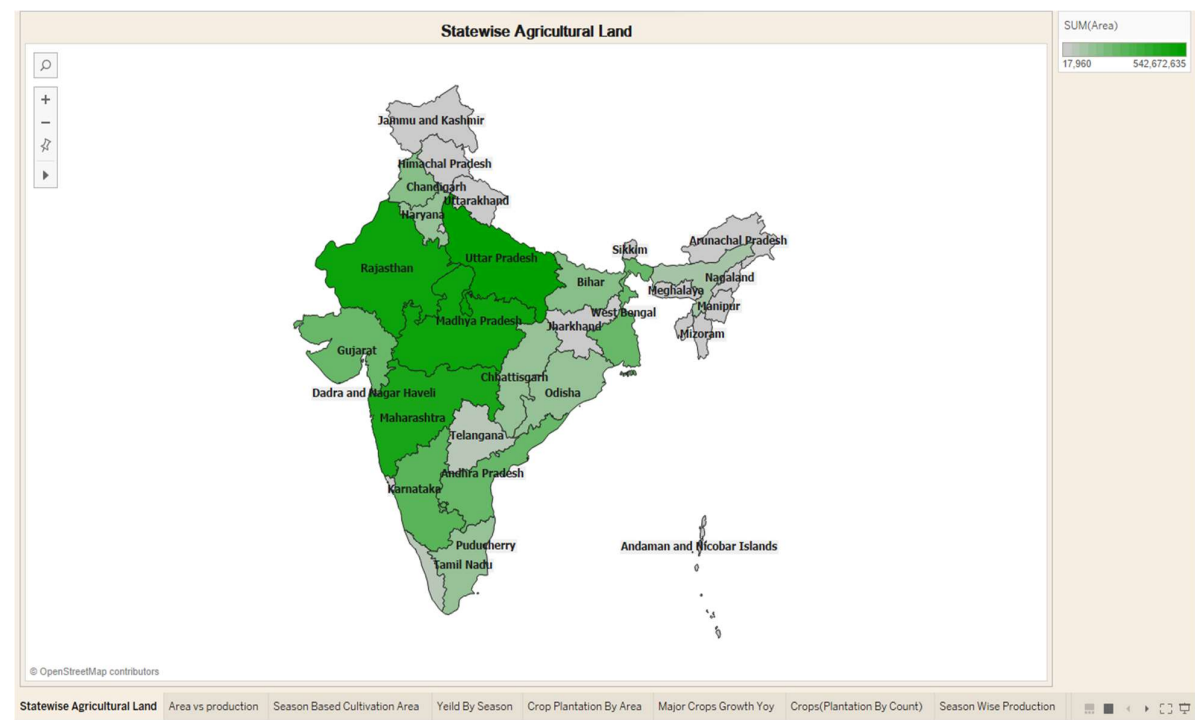 Statewise Agricultural Land
SUM(Area)
17,960 542,672,635
Jammu and Kashmir
Himachal Pradesh
Chandigarh
Uttarakhand
Haryana
Rajasthan
Uttar Pradesh
Sikkim
Arunachal Pradesh
Bihar
Nagaland
Meghalaya
Manipur
West Bengal
Madhya Pradesh
Jharkhand
Mizoram
Gujarat
Chhattisgarh
Dadra and Nagar Haveli
Odisha
Maharashtra
Telangana
Andhra Pradesh
Karnataka
Puducherry
Andaman and Nicobar Islands
Tamil Nadu
© OpenStreetMap contributors
Statewise Agricultural Land Area vs production Season Based Cultivation Area Yeild By Season Crop Plantation By Area Major Crops Growth Yoy Crops(Plantation By Count) Season Wise Production